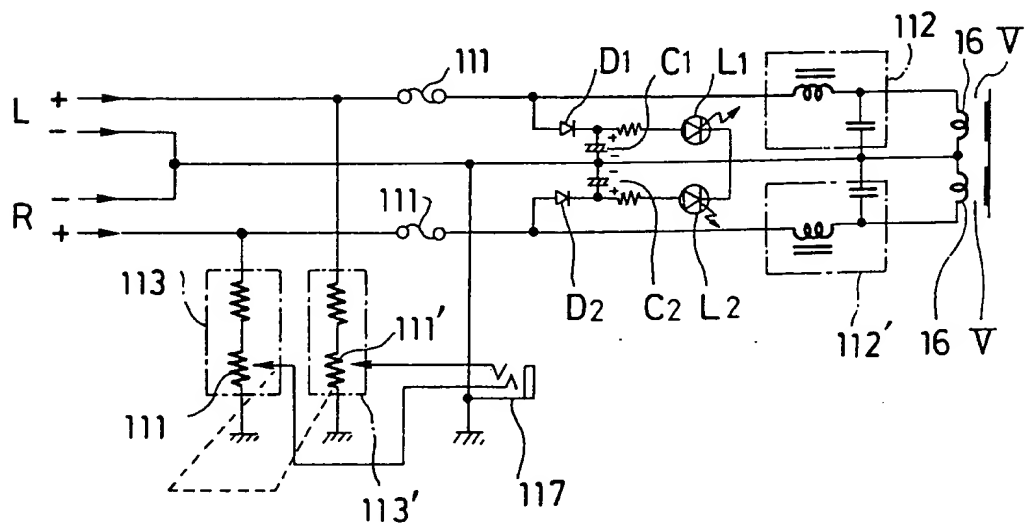 112
16 V
111
D1 C1 L1
L +
-
+
-
-
+
-
R +
111
D2 C2 L2
113
111'
112'
16 V
111
113'
117